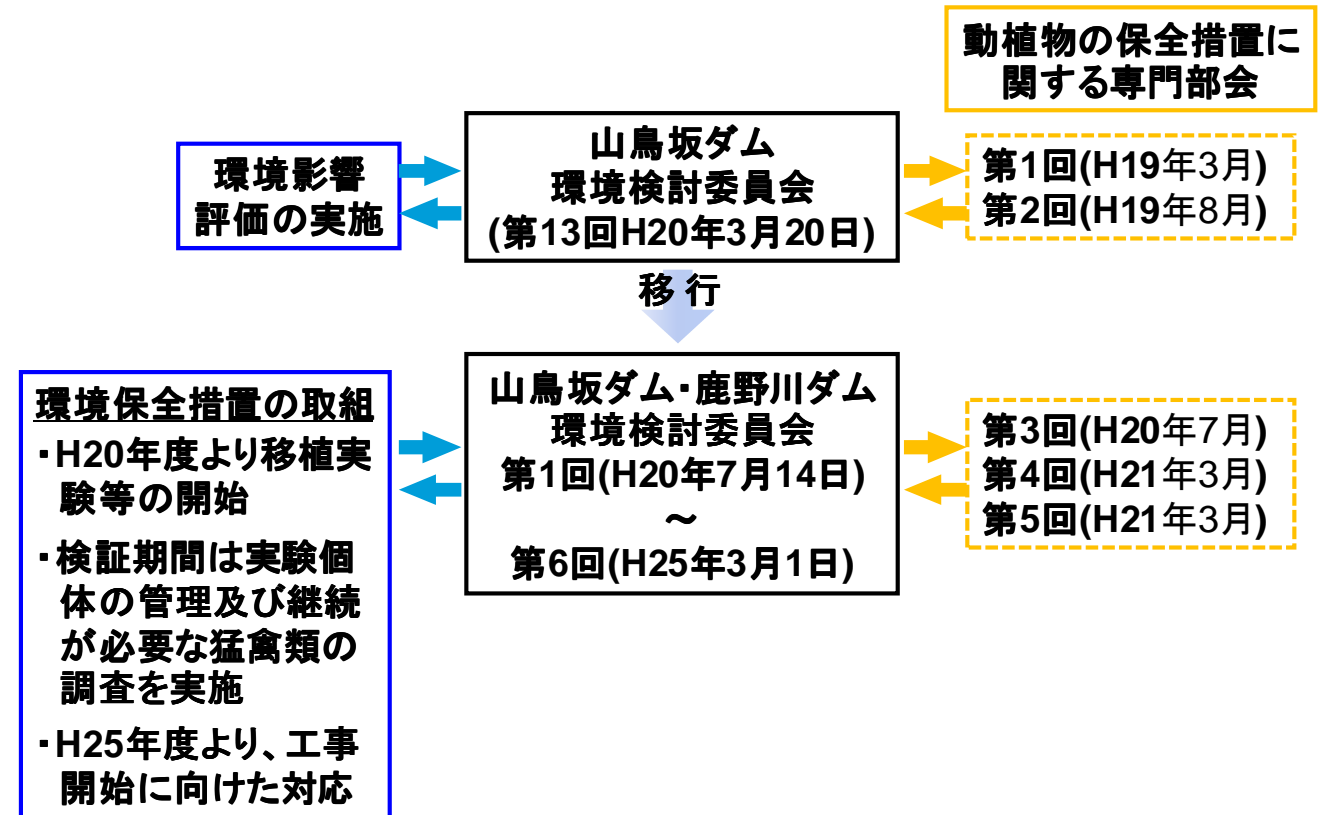 動植物の保全措置に
関する専門部会
環境影響
評価の実施
山鳥坂ダム
環境検討委員会
(第13回H20年3月20日)
第1回(H19年3月)
第2回(H19年8月)
移行
環境保全措置の取組
・H20年度より移植実
験等の開始
・検証期間は実験個
体の管理及び継続
が必要な猛禽類の
調査を実施
・H25年度より、工事
開始に向けた対応
山鳥坂ダム・鹿野川ダム
環境検討委員会
第1回(H20年7月14日)
～
第6回(H25年3月1日)
第3回(H20年7月)
第4回(H21年3月)
第5回(H21年3月)